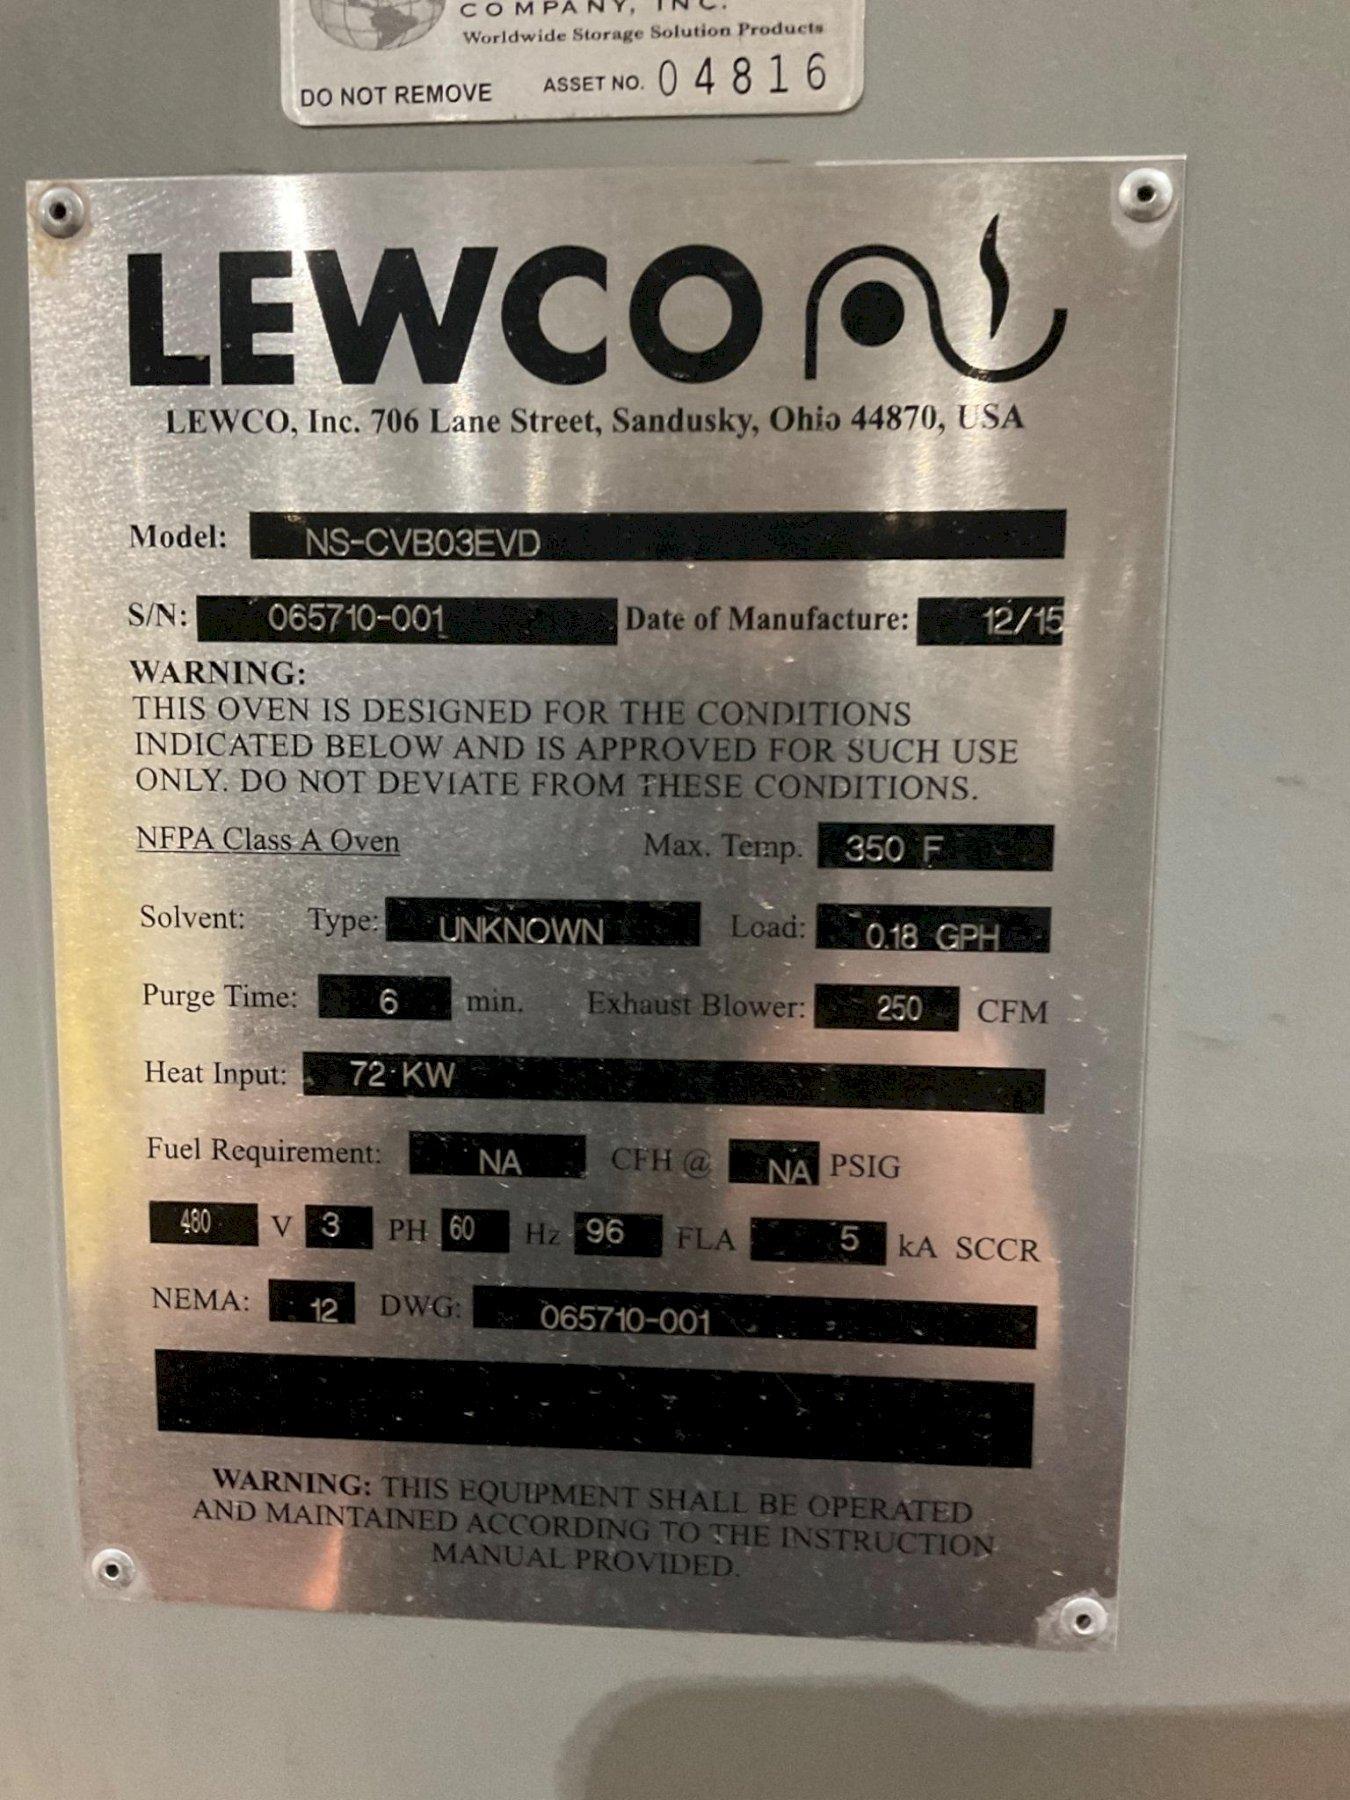 COMPANY, INC.
Worldwide Storage Solution Products
DO NOT REMOVE ASSET NO. 04816
LEWCO
LEWCO, Inc. 706 Lane Street, Sandusky, Ohio 44870, USA
Model: NS-CVB03EVD
S/N: 065710-001 Date of Manufacture: 12/15
WARNING:
THIS OVEN IS DESIGNED FOR THE CONDITIONS
INDICATED BELOW AND IS APPROVED FOR SUCH USE
ONLY. DO NOT DEVIATE FROM THESE CONDITIONS.
NFPA Class A Oven Max. Temp. 350 F
Solvent: Type: UNKNOWN Load: 0.18 GPH
Purge Time: 6 min. Exhaust Blower: 250 CFM
Heat Input: 72 KW
Fuel Requirement: NA CFH @ NA PSIG
480 V 3 PH 60 Hz 96 FLA 5 kA SCCR
NEMA: 12 DWG: 065710-001
WARNING: THIS EQUIPMENT SHALL BE OPERATED
AND MAINTAINED ACCORDING TO THE INSTRUCTION
MANUAL PROVIDED.